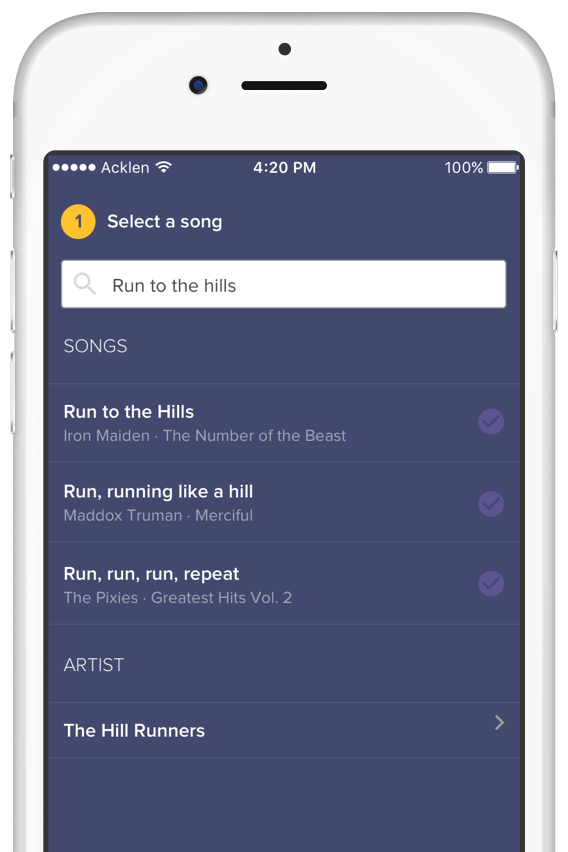 Acklen 4:20 PM 100%
1 Select a song
Run to the hills
SONGS
Run to the Hills
Iron Maiden · The Number of the Beast
Run, running like a hill
Maddox Truman · Merciful
Run, run, run, repeat
The Pixies · Greatest Hits Vol. 2
ARTIST
The Hill Runners